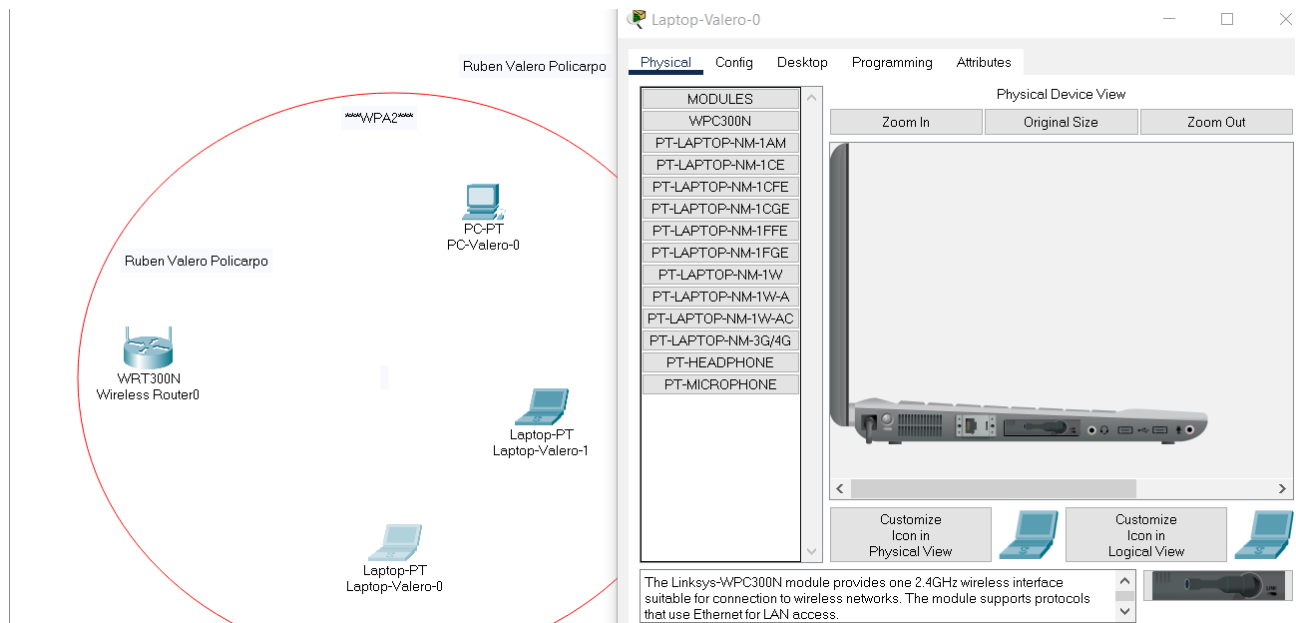 Ruben Valero Policarpo
***WPA2***
PC-PT
PC-Valero-0
Ruben Valero Policarpo
WRT300N
Wireless Router0
Laptop-PT
Laptop-Valero-1
Laptop-PT
Laptop-Valero-0
Laptop-Valero-0
Physical Config Desktop Programming Attributes
MODULES
WPC300N
PT-LAPTOP-NM-1AM
PT-LAPTOP-NM-1CE
PT-LAPTOP-NM-1CFE
PT-LAPTOP-NM-1CGE
PT-LAPTOP-NM-1FFE
PT-LAPTOP-NM-1FGE
PT-LAPTOP-NM-1W
PT-LAPTOP-NM-1W-A
PT-LAPTOP-NM-1W-AC
PT-LAPTOP-NM-3G/4G
PT-HEADPHONE
PT-MICROPHONE
Physical Device View
Zoom In Original Size Zoom Out
Customize
Icon in
Physical View
Customize
Icon in
Logical View
The Linksys-WPC300N module provides one 2.4GHz wireless interface
suitable for connection to wireless networks. The module supports protocols
that use Ethernet for LAN access.